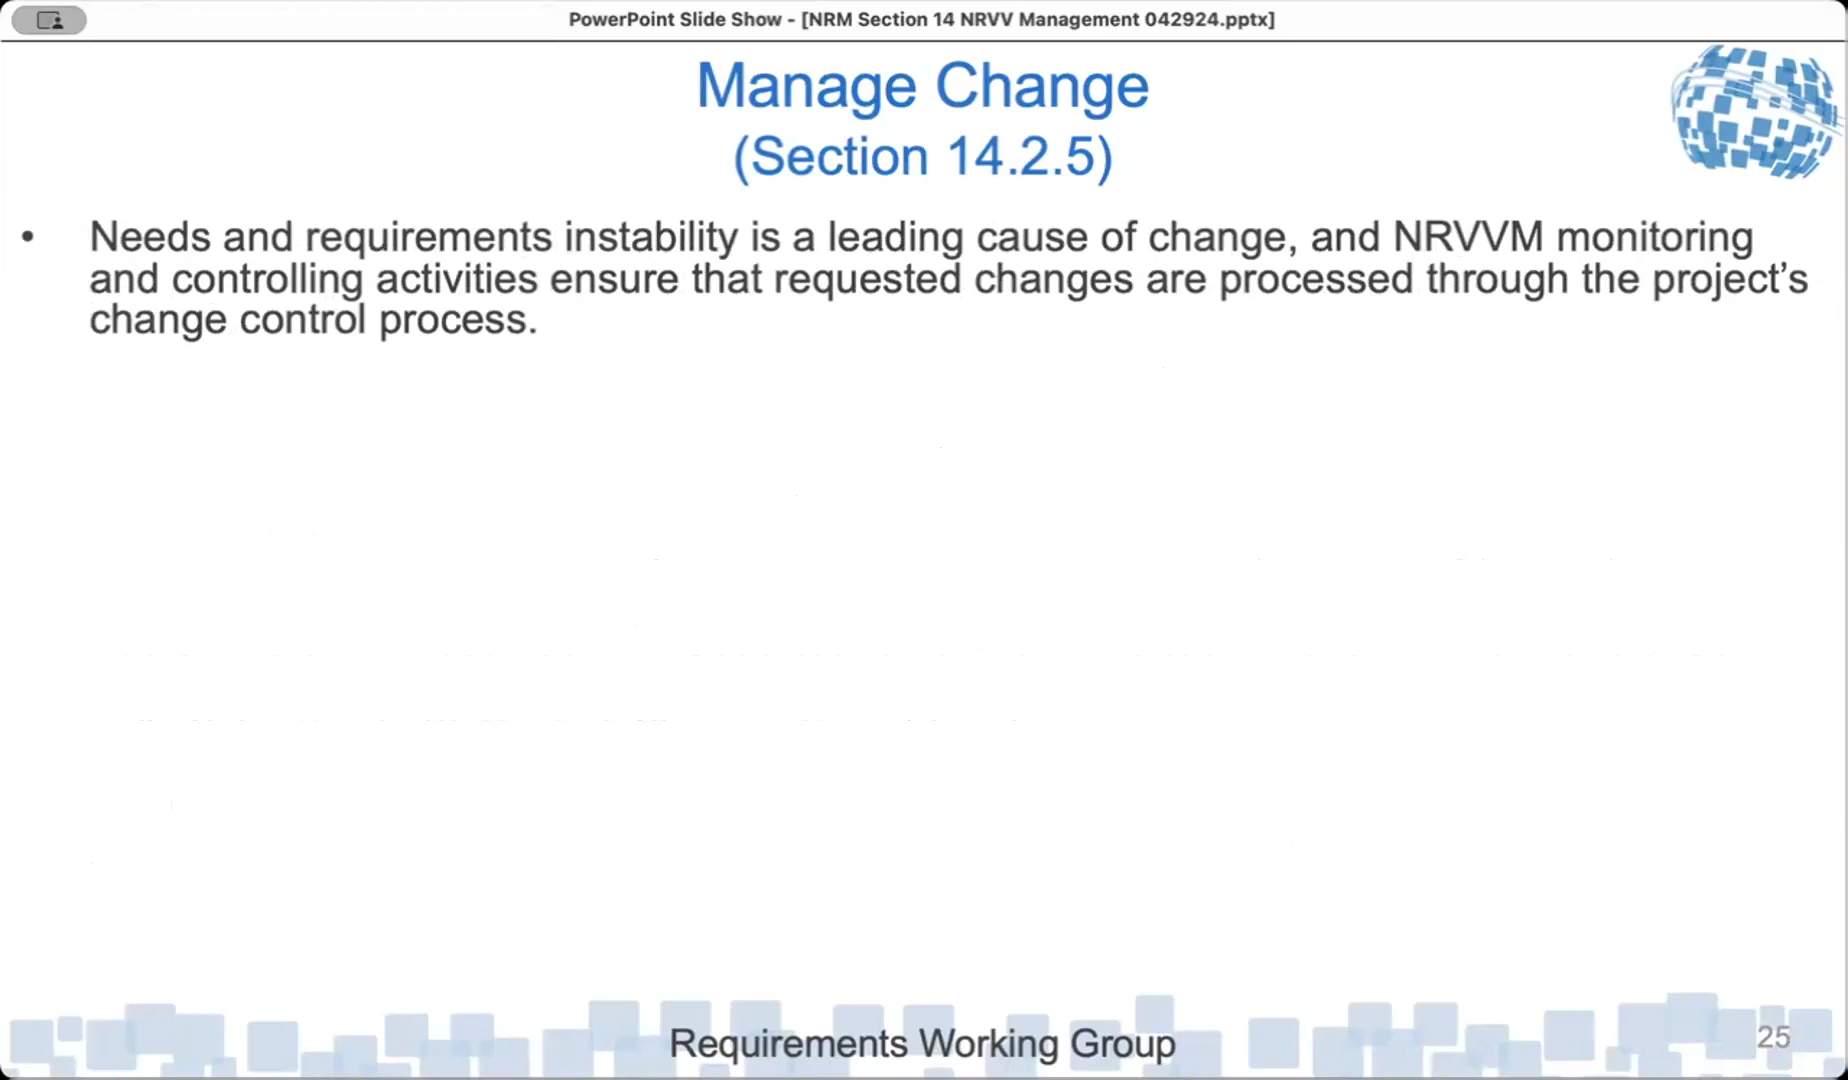 PowerPoint Slide Show - [NRM Section 14 NRVV Management 042924.pptx]
Manage Change
(Section 14.2.5)
• Needs and requirements instability is a leading cause of change, and NRVVM monitoring
and controlling activities ensure that requested changes are processed through the project’s
change control process.
Requirements Working Group
25